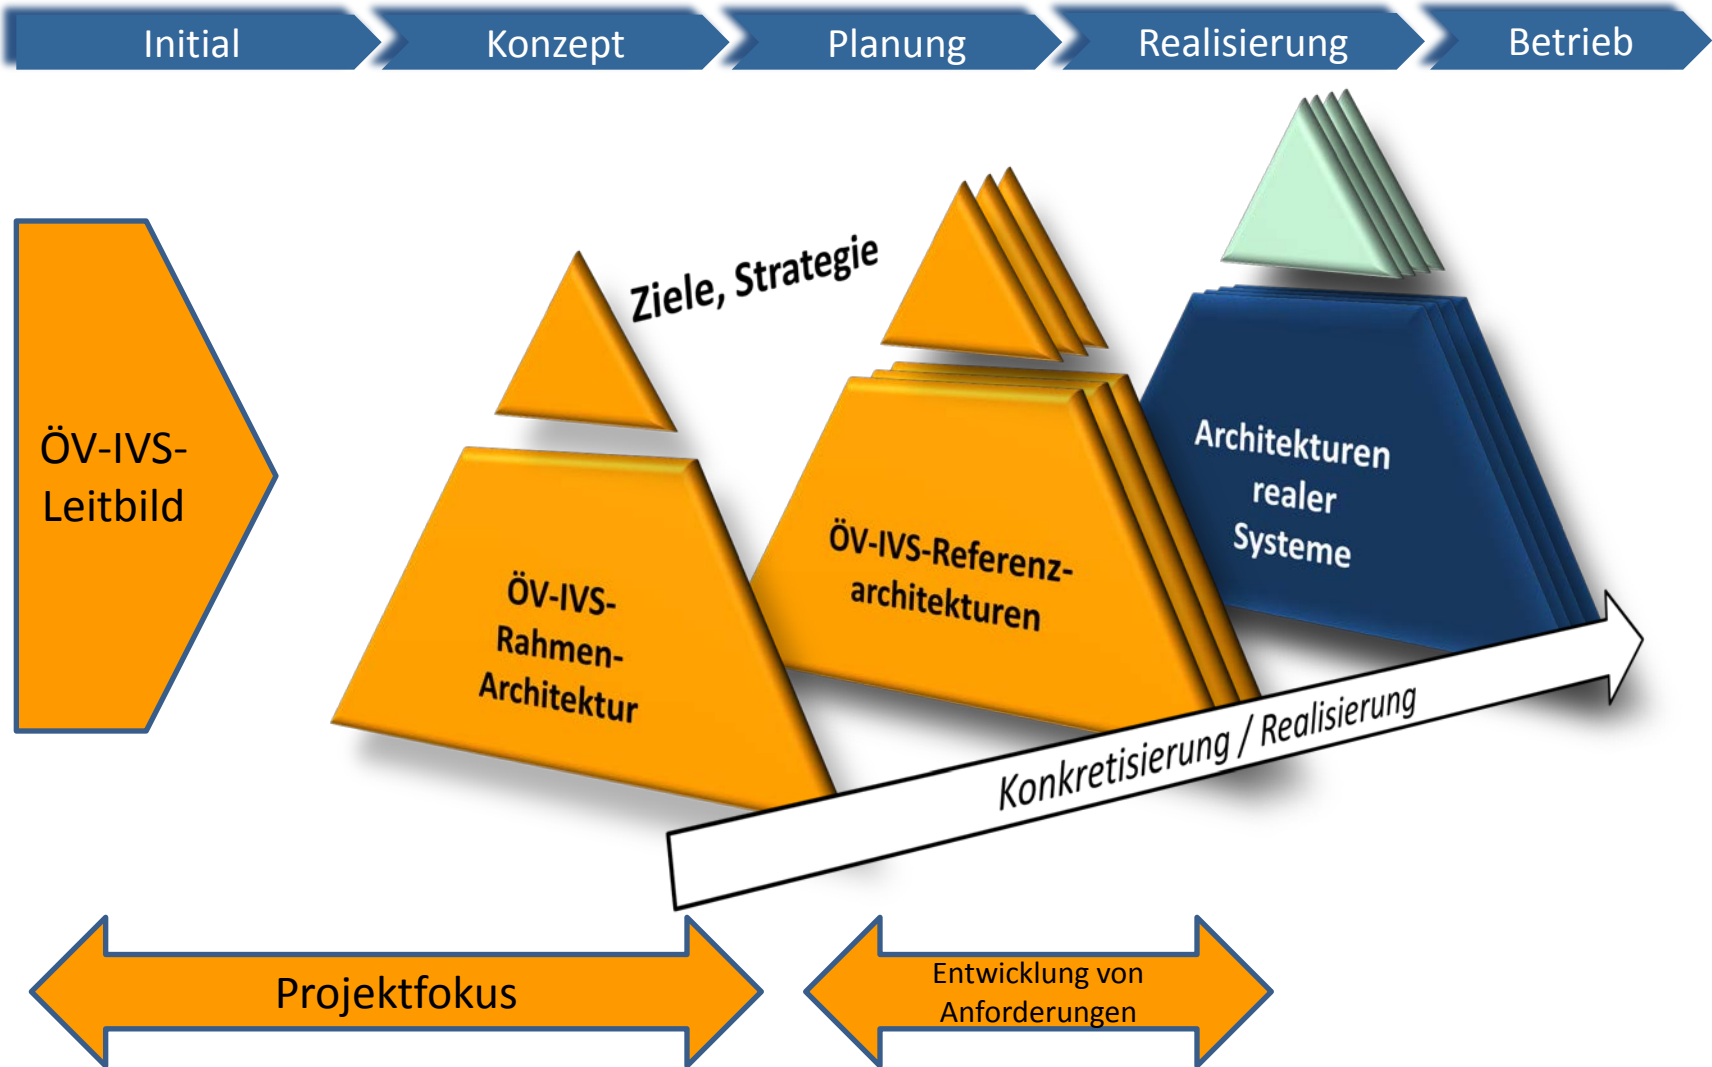 Initial
Konzept
Planung
Realisierung
Betrieb
ÖV-IVS-
Leitbild
Ziele, Strategie
ÖV-IVS-
Rahmen-
Architektur
ÖV-IVS-Referenz-
architekturen
Architekturen
realer
Systeme
Konkretisierung / Realisierung
Projektfokus
Entwicklung von
Anforderungen